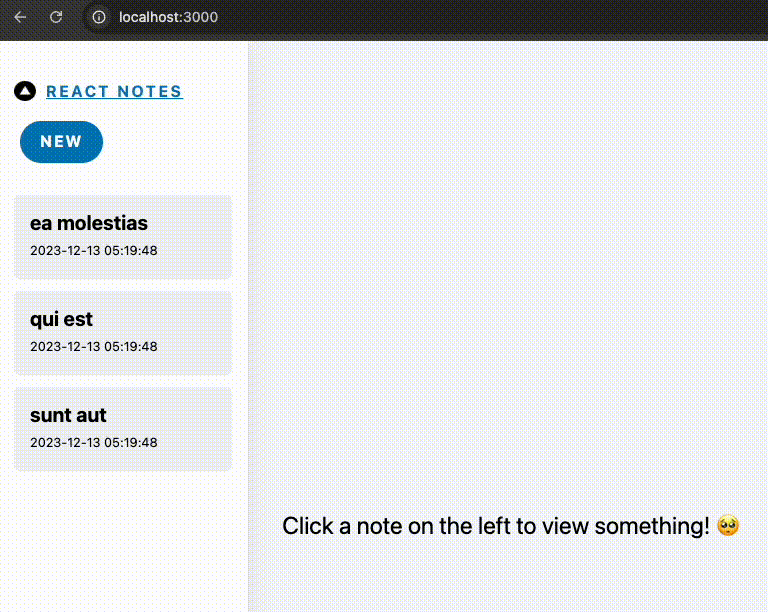 localhost:3000
REACT NOTES
NEW
ea molestias
2023-12-13 05:19:48
qui est
2023-12-13 05:19:48
sunt aut
2023-12-13 05:19:48
Click a note on the left to view something! 🥺